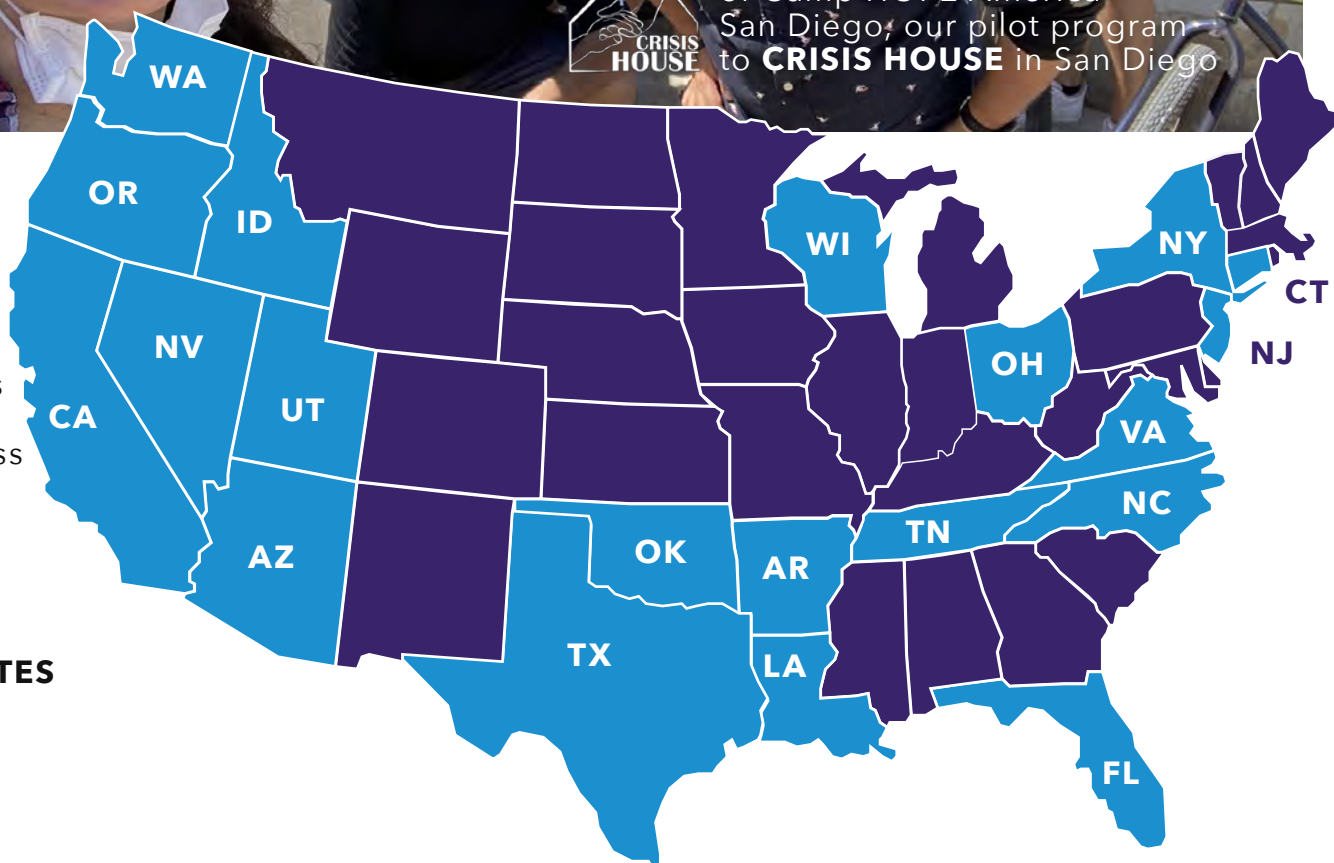 CRISIS
HOUSE
San Diego, our pilot program
to CRISIS HOUSE in San Diego
WA
OR
ID
WI
NY
CT
NV
NJ
OH
UT
CA
VA
ss
NC
TN
AZ
OK
AR
TX
LA
TES
FL